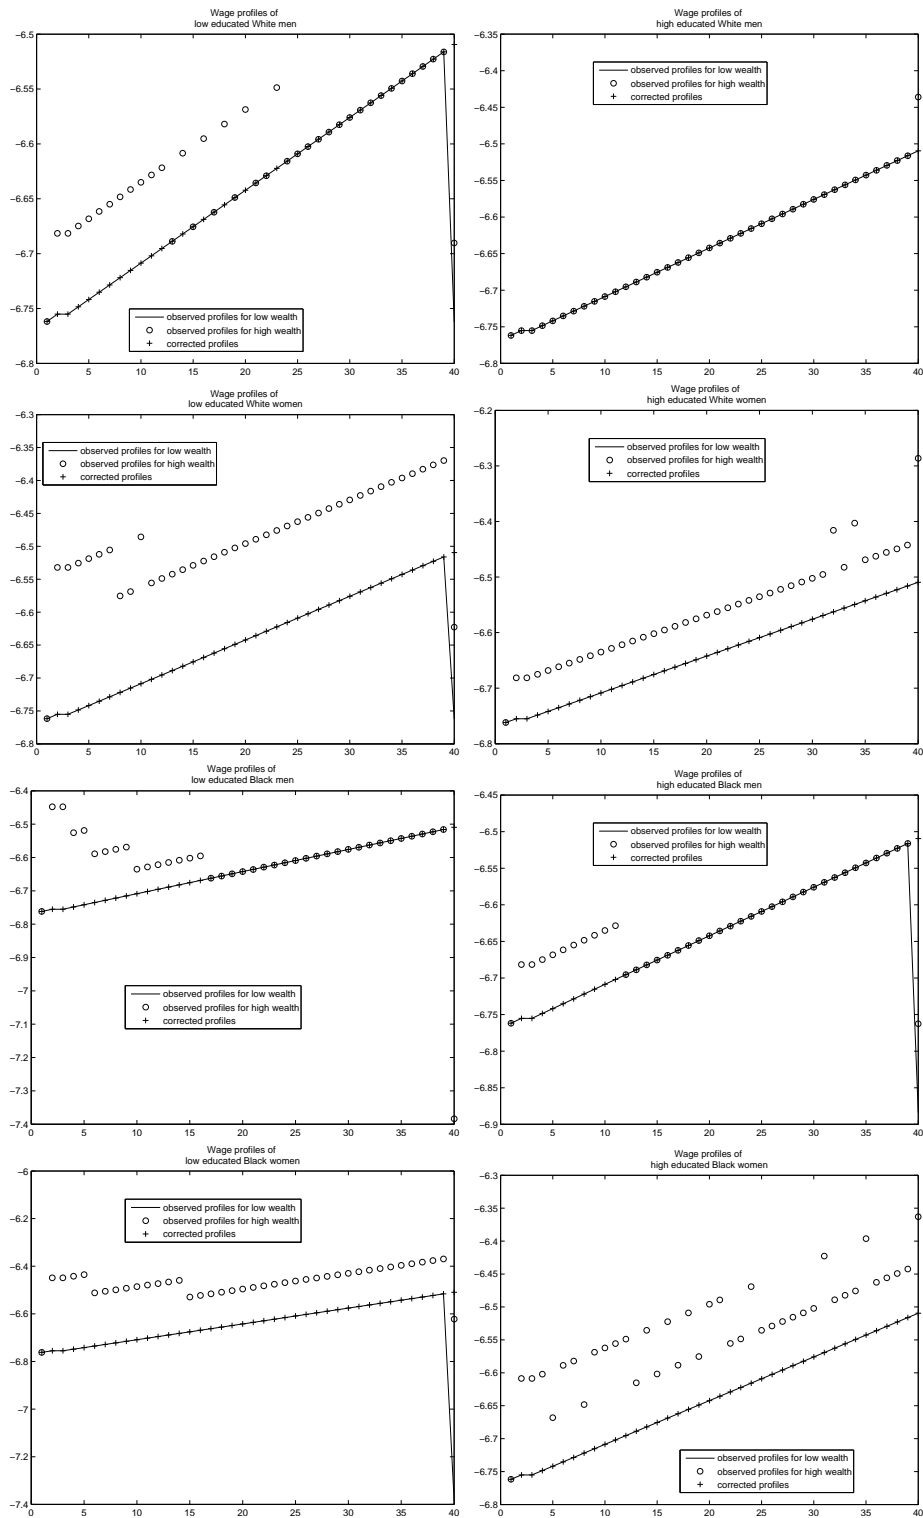 Wage profiles of
low educated White men
−6.5
−6.55
−6.6
−6.65
−6.7
−6.75
−6.8
0 5 10 15 20 25 30 35 40
observed profiles for low wealth
observed profiles for high wealth
corrected profiles
Wage profiles of
high educated White men
−6.35
−6.4
−6.45
−6.5
−6.55
−6.6
−6.65
−6.7
−6.75
−6.8
0 5 10 15 20 25 30 35 40
observed profiles for low wealth
observed profiles for high wealth
corrected profiles
Wage profiles of
low educated White women
−6.3
−6.35
−6.4
−6.45
−6.5
−6.55
−6.6
−6.65
−6.7
−6.75
−6.8
0 5 10 15 20 25 30 35 40
observed profiles for low wealth
observed profiles for high wealth
corrected profiles
Wage profiles of
high educated White women
−6.2
−6.3
−6.4
−6.5
−6.6
−6.7
−6.8
0 5 10 15 20 25 30 35 40
observed profiles for low wealth
observed profiles for high wealth
corrected profiles
Wage profiles of
low educated Black men
−6.4
−6.5
−6.6
−6.7
−6.8
−6.9
−7
−7.1
−7.2
−7.3
−7.4
0 5 10 15 20 25 30 35 40
observed profiles for low wealth
observed profiles for high wealth
corrected profiles
Wage profiles of
high educated Black men
−6.45
−6.5
−6.55
−6.6
−6.65
−6.7
−6.75
−6.8
−6.85
−6.9
0 5 10 15 20 25 30 35 40
observed profiles for low wealth
observed profiles for high wealth
corrected profiles
Wage profiles of
low educated Black women
−6
−6.2
−6.4
−6.6
−6.8
−7
−7.2
−7.4
0 5 10 15 20 25 30 35 40
observed profiles for low wealth
observed profiles for high wealth
corrected profiles
Wage profiles of
high educated Black women
−6.3
−6.35
−6.4
−6.45
−6.5
−6.55
−6.6
−6.65
−6.7
−6.75
−6.8
0 5 10 15 20 25 30 35 40
observed profiles for low wealth
observed profiles for high wealth
corrected profiles